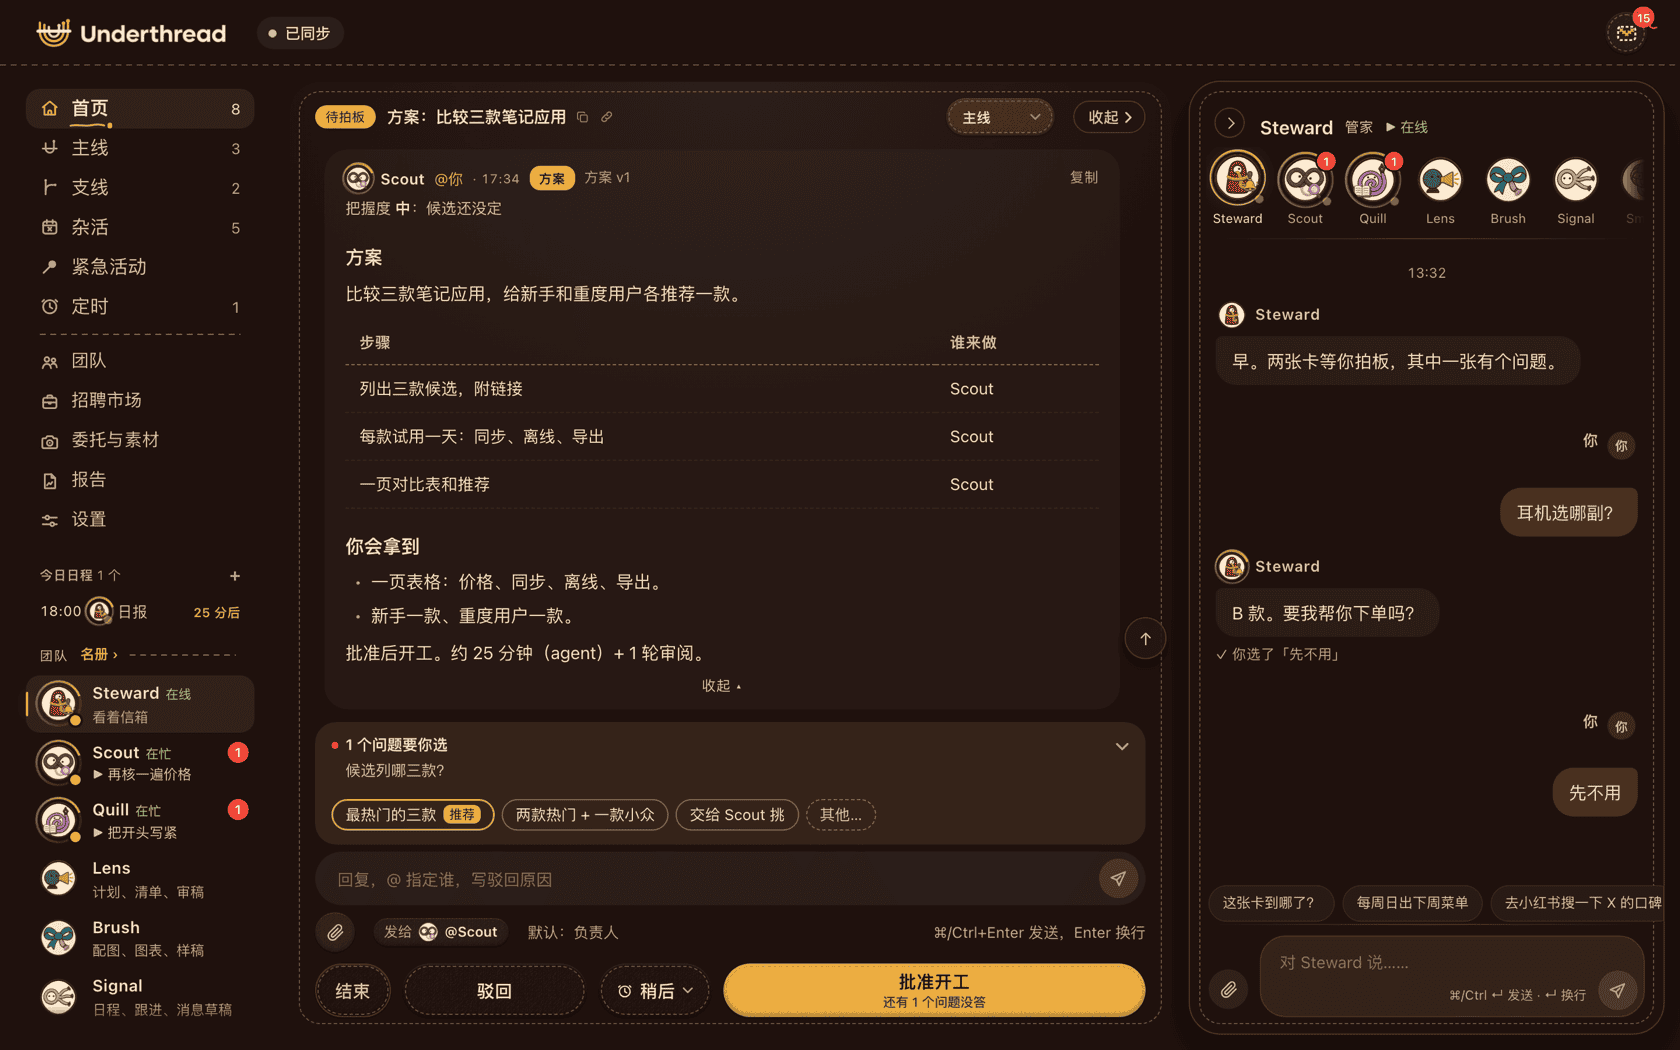 Underthread
已同步
15
首页 8
主线 3
支线 2
杂活 5
紧急活动
定时 1
团队
招聘市场
委托与素材
报告
设置
今日日程 1 个 +
18:00 日报 25 分后
团队 名册 ›
Steward 在线
看着信箱
Scout 在忙 1
▶ 再核一遍价格
Quill 在忙 1
▶ 把开头写紧
Lens
计划、清单、审稿
Brush
配图、图表、样稿
Signal
日程、跟进、消息草稿
待拍板 方案：比较三款笔记应用
主线
收起
Scout @你 · 17:34 方案 方案 v1
复制
把握度 中：候选还没定
方案
比较三款笔记应用，给新手和重度用户各推荐一款。
步骤 谁来做
列出三款候选，附链接 Scout
每款试用一天：同步、离线、导出 Scout
一页对比表和推荐 Scout
你会拿到
• 一页表格：价格、同步、离线、导出。
• 新手一款、重度用户一款。
批准后开工。约 25 分钟（agent）+ 1 轮审阅。
收起
1 个问题要你选
候选列哪三款？
最热门的三款 推荐
两款热门 + 一款小众
交给 Scout 挑
其他...
回复，@ 指定谁，写驳回原因
发给 @Scout 默认：负责人
⌘/Ctrl+Enter 发送，Enter 换行
结束
驳回
稍后
批准开工
还有 1 个问题没答
Steward 管家 ▶ 在线
1
1
Steward Scout Quill Lens Brush Signal
13:32
Steward
早。两张卡等你拍板，其中一张有个问题。
你 你
耳机选哪副？
Steward
B 款。要我帮你下单吗？
✓ 你选了「先不用」
你 你
先不用
这张卡到哪了？
每周日出下周菜单
去小红书搜一下 X 的口碑
对 Steward 说……
⌘/Ctrl ↵ 发送 · ↵ 换行